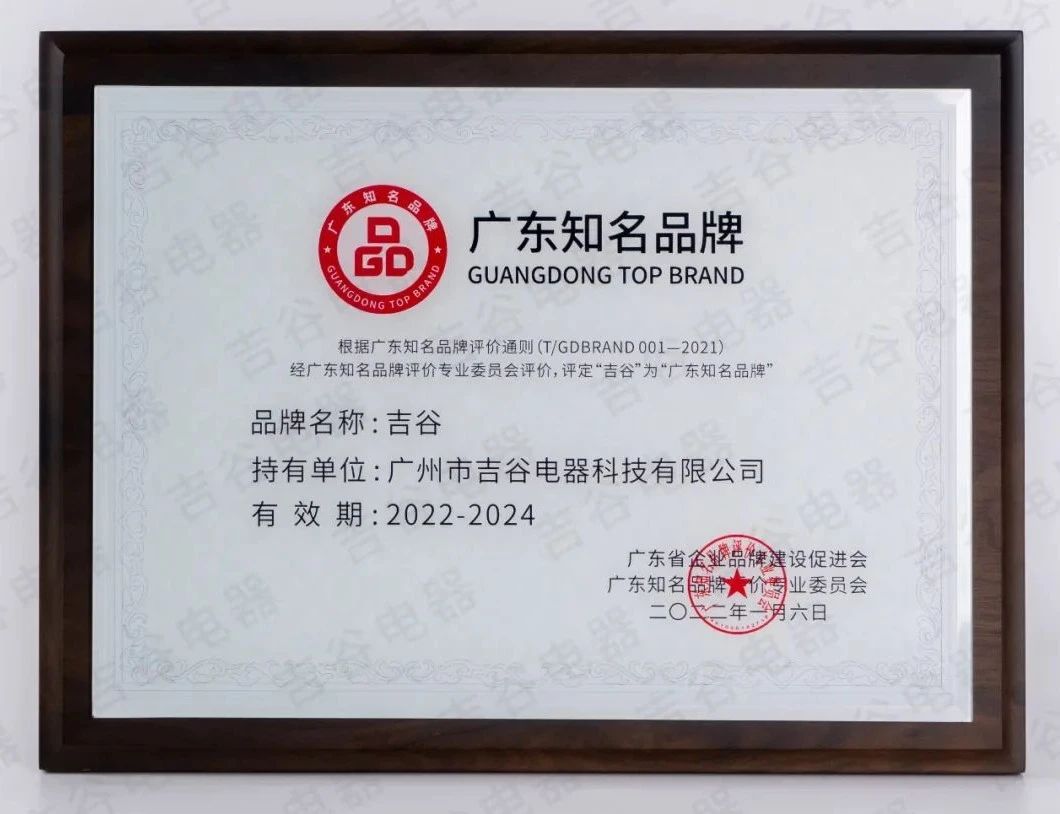 广东知名品牌
GD
GUANGDONG TOP BRAND
广东知名品牌
GUANGDONG TOP BRAND
根据广东知名品牌评价通则(T/GDBRAND 001—2021)
经广东知名品牌评价专业委员会评价,评定“吉谷”为“广东知名品牌”
品牌名称:吉谷
持有单位:广州市吉谷电器科技有限公司
有效期:2022-2024
广东省企业品牌建设促进会
广东知名品牌评价专业委员会
二〇二二年一月六日
吉谷电器